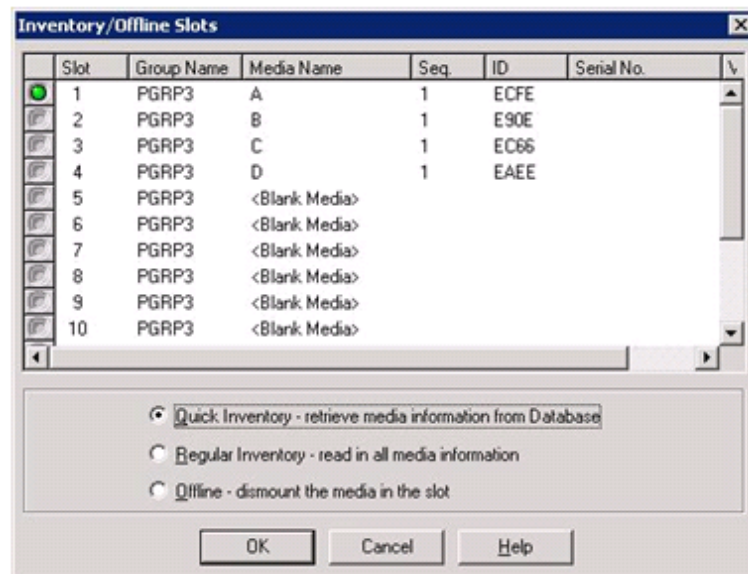 Inventory/Offline Slots
Slot Group Name Media Name Seq. ID Serial No.
1 PGRP3 A 1 ECFE
2 PGRP3 B 1 E90E
3 PGRP3 C 1 EC66
4 PGRP3 D 1 EAEE
5 PGRP3 <Blank Media>
6 PGRP3 <Blank Media>
7 PGRP3 <Blank Media>
8 PGRP3 <Blank Media>
9 PGRP3 <Blank Media>
10 PGRP3 <Blank Media>
Quick Inventory - retrieve media information from Database
Regular Inventory - read in all media information
Offline - dismount the media in the slot
OK Cancel Help